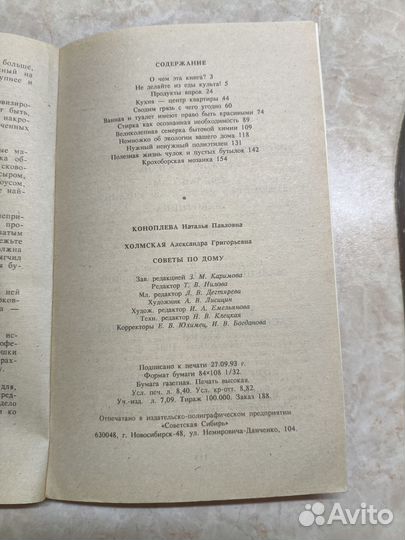 больше,
СОДЕРЖАНИЕ
О чем эта книга? 3
Не делайте из еды культа! 5
Продукты впрок 24
Кухня — центр квартиры 44
Сводим грязь с чего угодно 60
Ванная и туалет имеют право быть красивыми 74
Стирка как осознанная необходимость 89
Великолепная семерка бытовой химии 109
Немножко об экологии вашего дома 118
Нужный ненужный полиэтилен 131
Полезная жизнь чулок и пустых бутылок 142
Крохоборская мозаика 154
КОНОПЛЕВА Наталья Павловна
ХОЛМСКАЯ Александра Григорьевна
СОВЕТЫ ПО ДОМУ
Зав. редакцией З. М. Каримова
Редактор Т. В. Нилова
Мл. редактор Л. В. Дегтярева
Художник А. В. Лисицин
Худож. редактор И. А. Емельянова
Техн. редактор Н. В. Клецкая
Корректоры Е. В. Юхимец, И. В. Богданова
Подписано к печати 27.09.93 г.
Формат бумаги 84×108 1/32.
Бумага газетная. Печать высокая.
Усл. печ. л. 8,40. Усл. кр-отт. 8,82.
Уч.-изд. л. 7,09. Тираж 100.000. Заказ 188.
Отпечатано в издательско-полиграфическом предприятии
«Советская Сибирь»
630048, г. Новосибирск-48, ул. Немировича-Данченко, 104.
Avito